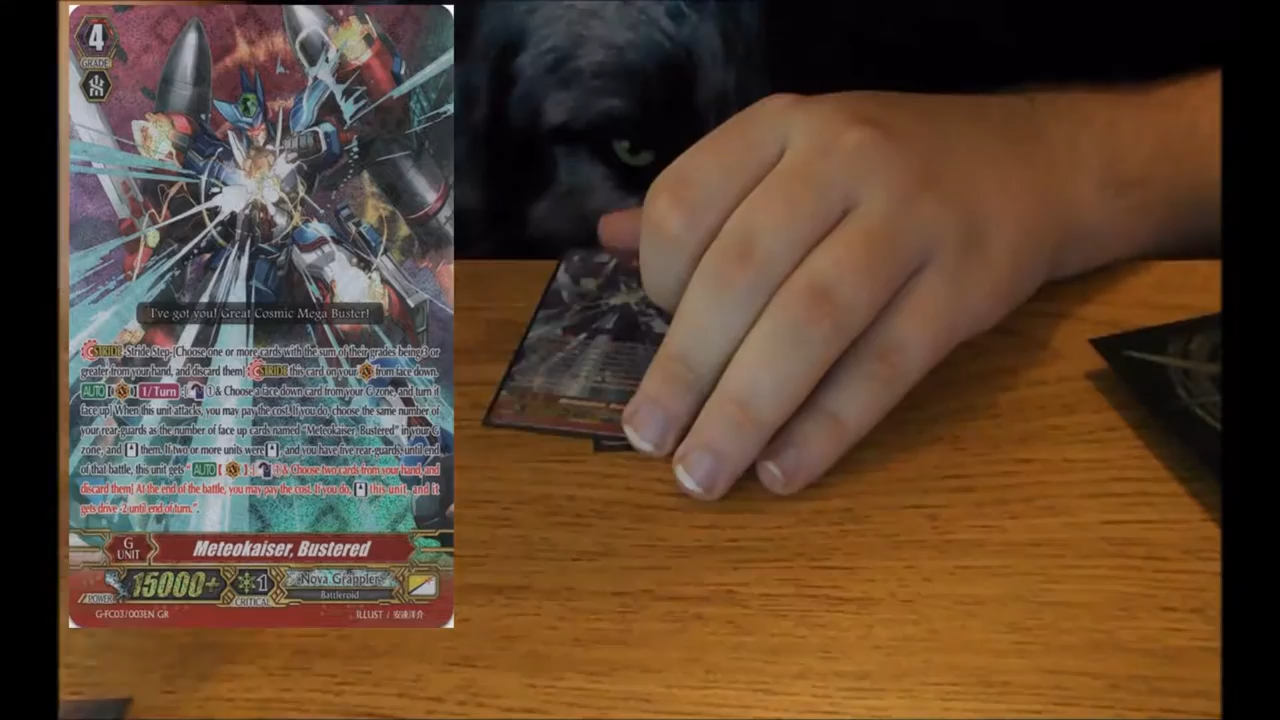 4
GRADE
I've got you! Great Cosmic Mega Buster!
STRIDE -Stride Step-[Choose one or more cards with the sum of their grades being 3 or
greater from your hand, and discard them] STRIDE this card on your from face down.
AUTO [ ] 1/Turn :[ ① & Choose a face down card from your G zone, and turn it
face up] When this unit attacks, you may pay the cost. If you do, choose the same number of
your rear-guards as the number of face up cards named "Meteokaiser, Bustered" in your G
zone, and them. If two or more units were , and you have five rear-guards, until end
of that battle, this unit gets " AUTO [ ]:[ ① & Choose two cards from your hand, and
discard them] At the end of the battle, you may pay the cost. If you do, this unit, and it
gets drive -2 until end of turn.".
G
UNIT
Meteokaiser, Bustered
POWER 15000+ 1 CRITICAL
Nova Grappler
Battleroid
G-FC03/003EN GR
ILLUST / 安達洋介